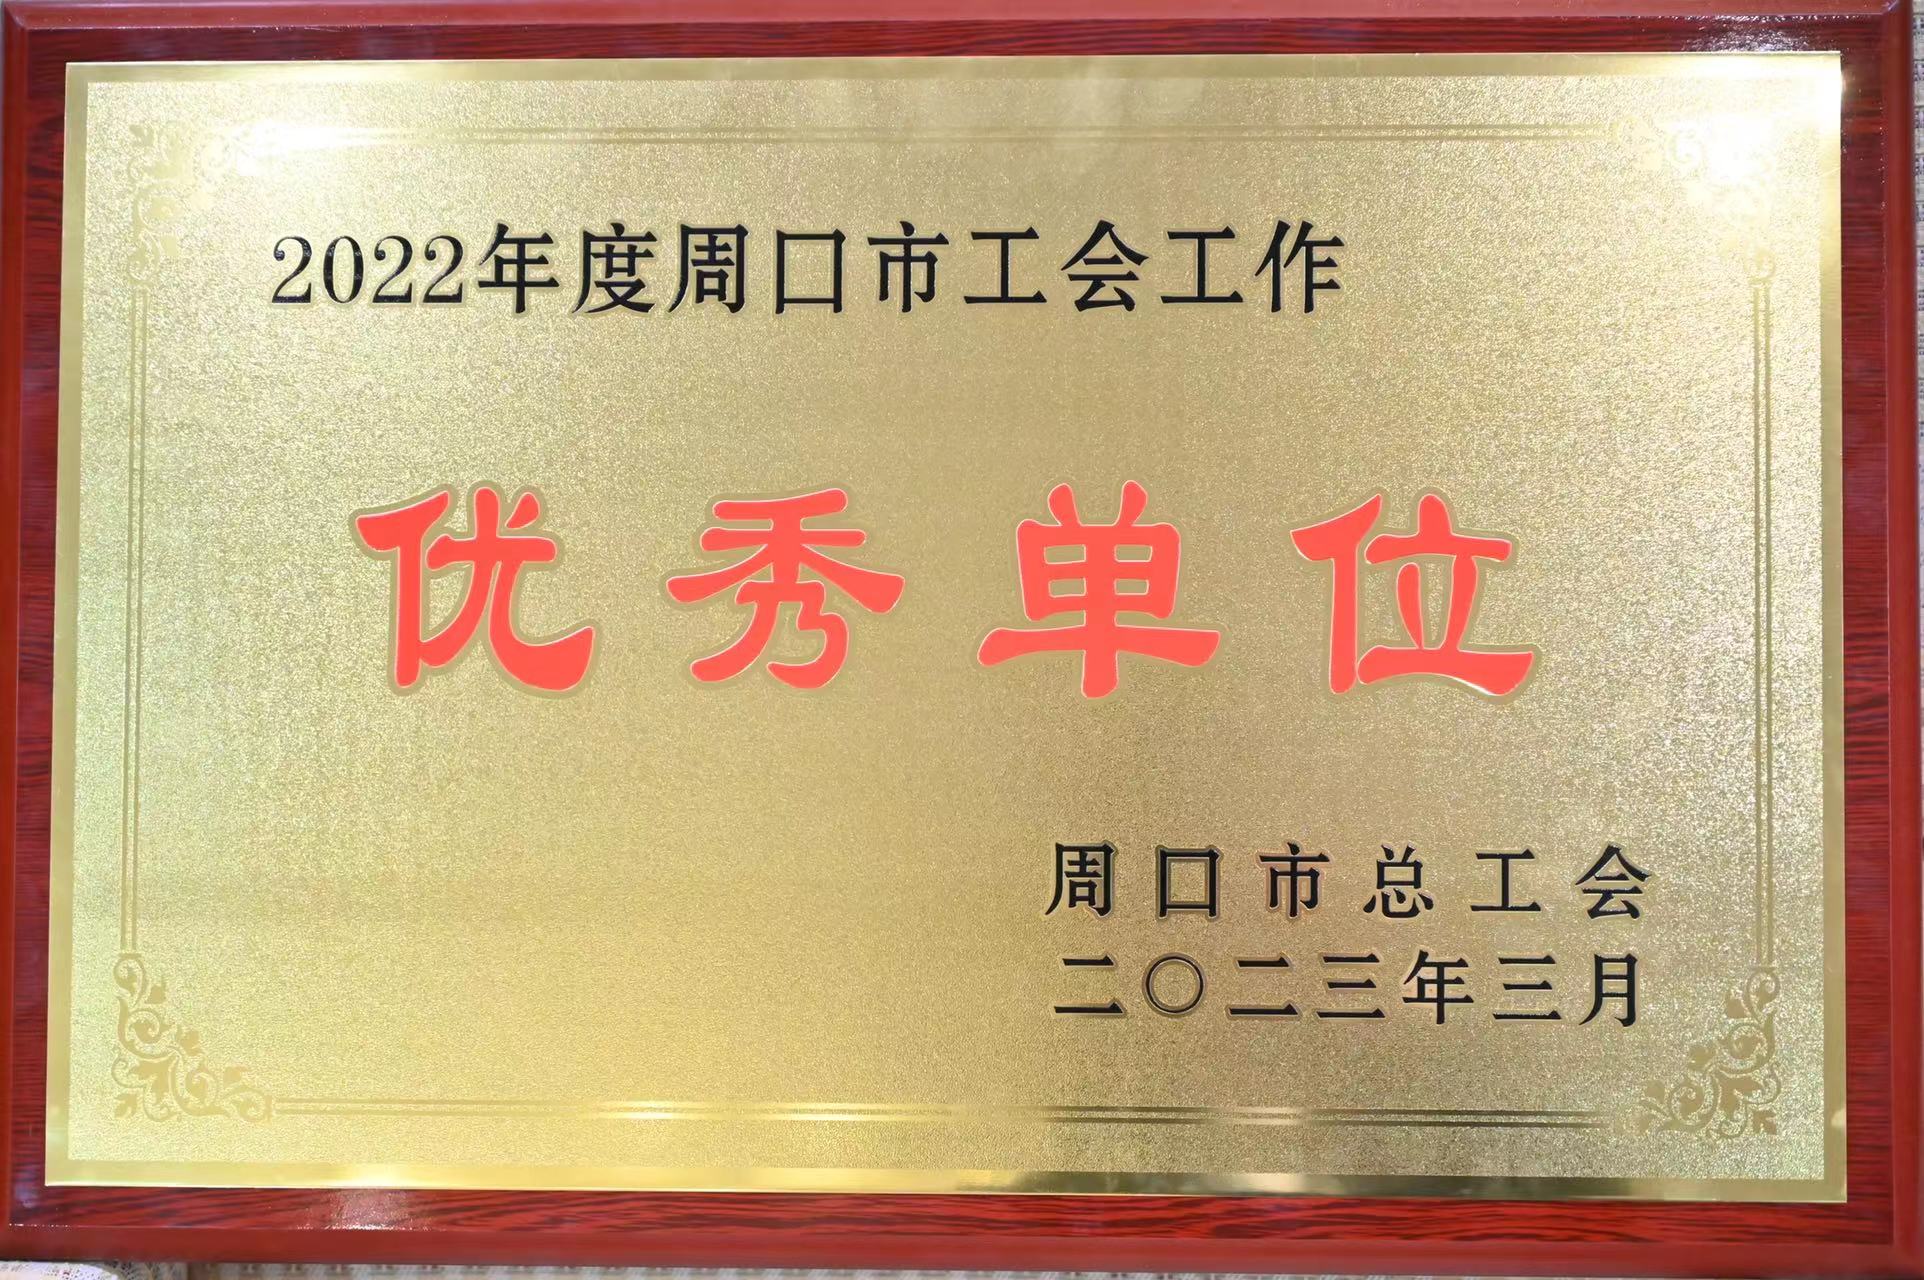 2022年度周口市工会工作
优秀单位
周口市总工会
二〇二三年三月